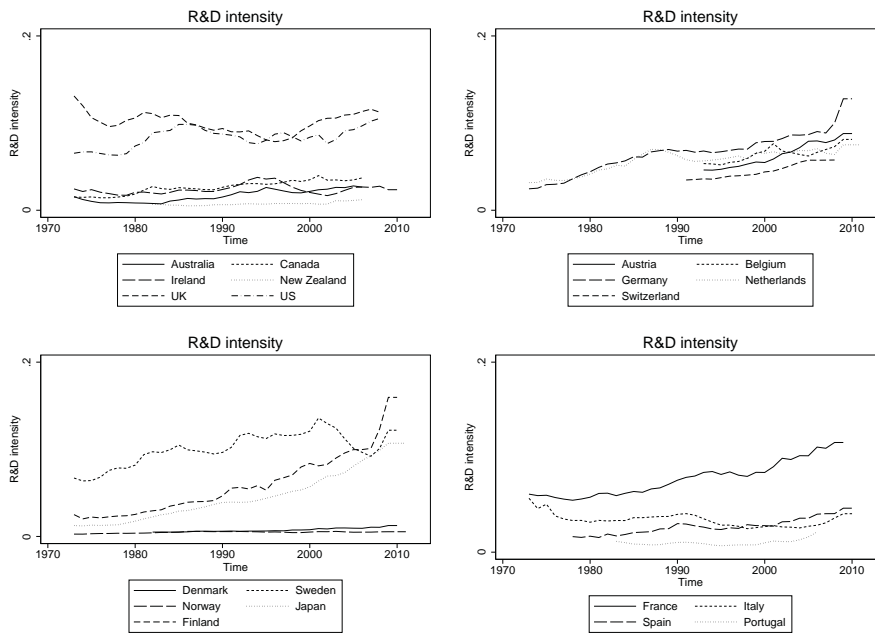 R&D intensity
.2
R&D intensity
0
1970 1980 1990 2000 2010
Time
Australia Canada
Ireland New Zealand
UK US
R&D intensity
.2
R&D intensity
0
1970 1980 1990 2000 2010
Time
Austria Belgium
Germany Netherlands
Switzerland
R&D intensity
.2
R&D intensity
0
1970 1980 1990 2000 2010
Time
Denmark Sweden
Norway Japan
Finland
R&D intensity
.2
R&D intensity
0
1970 1980 1990 2000 2010
Time
France Italy
Spain Portugal